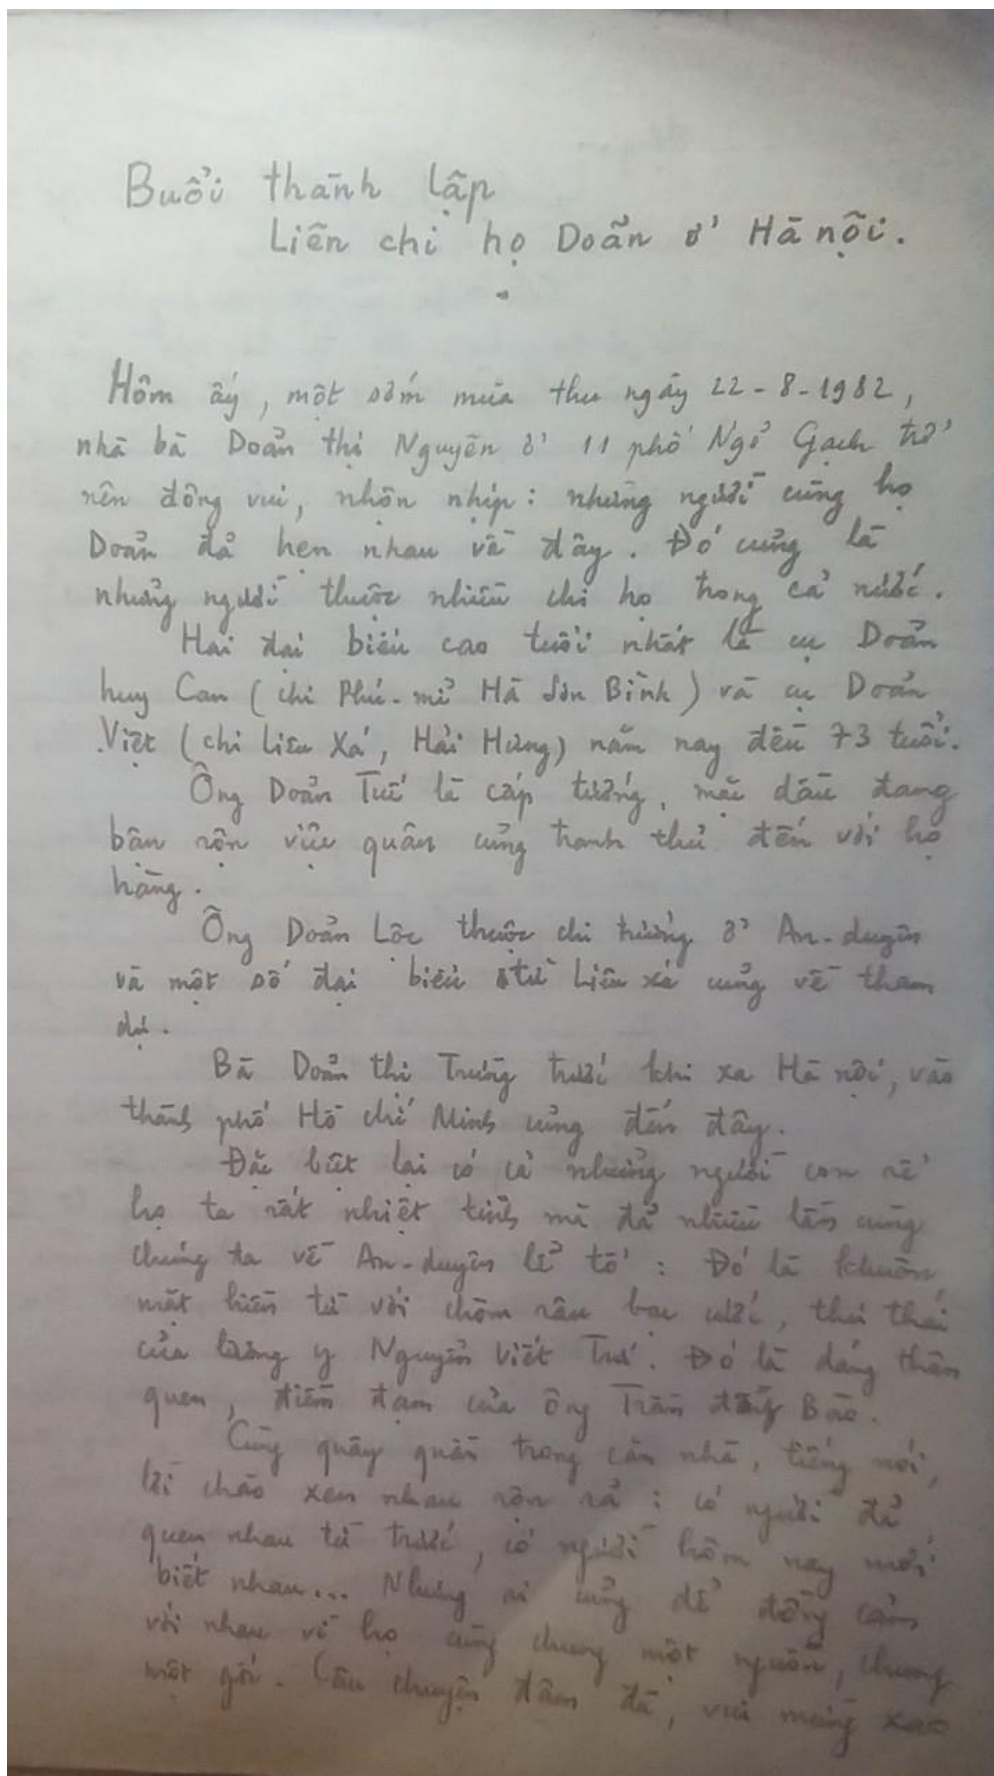 Buổi thành lập
Liên chi họ Doãn ở Hà nội.
Hôm ấy, một sớm mùa thu ngày 22-8-1982,
nhà bà Doãn thị Nguyên ở 11 phố Ngõ Gạch trở
nên đông vui, nhộn nhịp: những người cùng họ
Doãn đã hẹn nhau về đây. Đó cũng là
những người thuộc nhiều chi họ trong cả nước.
Hai đại biểu cao tuổi nhất là cụ Doãn
huy Can (chi Phú-mỹ Hà Sơn Bình) và cụ Doãn
Việt (chi Liêu Xá, Hải Hưng) năm nay đều 73 tuổi.
Ông Doãn Tuế là cấp tướng, mặc dầu đang
bận rộn việc quân cũng tranh thủ đến với họ
hàng.
Ông Doãn Lộc thuộc chi trưởng ở An-duyên
và một số đại biểu từ Liêu xá cũng về tham
dự.
Bà Doãn thị Trưng trước khi xa Hà nội, vào
thành phố Hồ chí Minh cũng đến đây.
Đặc biệt lại có cả những người con rể
họ ta rất nhiệt tình mà đã nhiều lần cùng
chúng ta về An-duyên lễ tổ: Đó là khuôn
mặt hiền từ với chòm râu bạc ước, thư thái
của lương y Nguyễn Viết Trư. Đó là dáng thân
quen, điềm đạm của ông Trần đăng Bảo.
Cùng quây quần trong căn nhà, tiếng nói,
lời chào xen nhau rộn rã: có người đã
quen nhau từ trước, có người hôm nay mới
biết nhau... Nhưng ai cũng dễ đồng cảm
với nhau vì họ cùng chung một nguồn, chung
một gốc. Câu chuyện đậm đà, vui mừng xao